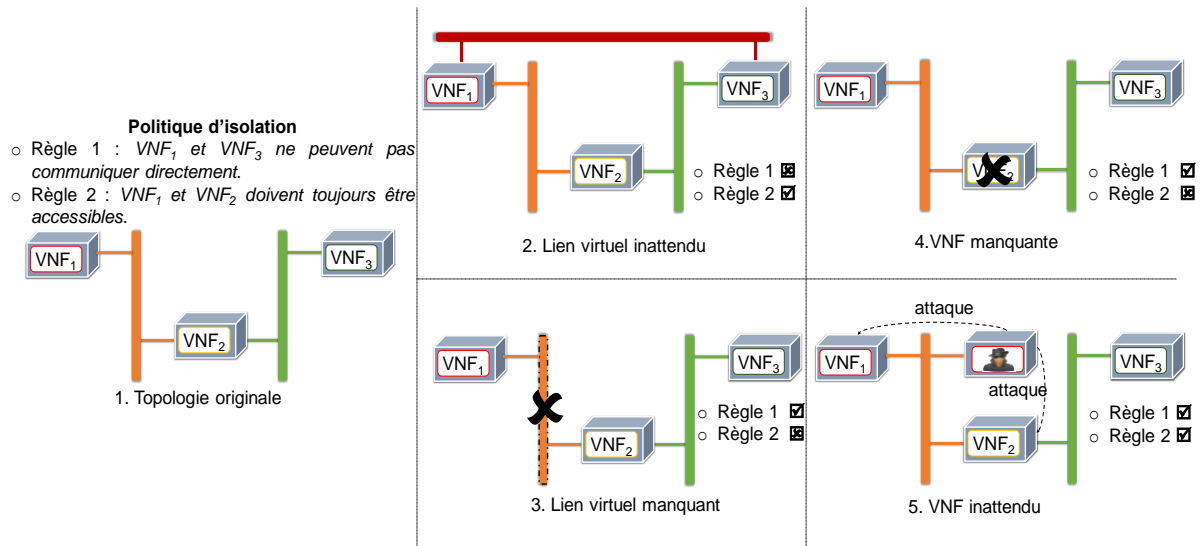 Politique d'isolation
○ Règle 1 : VNF1 et VNF3 ne peuvent pas
communiquer directement.
○ Règle 2 : VNF1 et VNF2 doivent toujours être
accessibles.
VNF1
VNF3
VNF2
1. Topologie originale
VNF1
VNF3
VNF2
○ Règle 1 ☒
○ Règle 2 ☑
2. Lien virtuel inattendu
VNF1
VNF3
VNF2
○ Règle 1 ☑
○ Règle 2 ☒
3. Lien virtuel manquant
VNF1
VNF3
VNF2
○ Règle 1 ☑
○ Règle 2 ☒
4.VNF manquante
attaque
VNF1
VNF3
attaque
VNF2
○ Règle 1 ☑
○ Règle 2 ☑
5. VNF inattendu